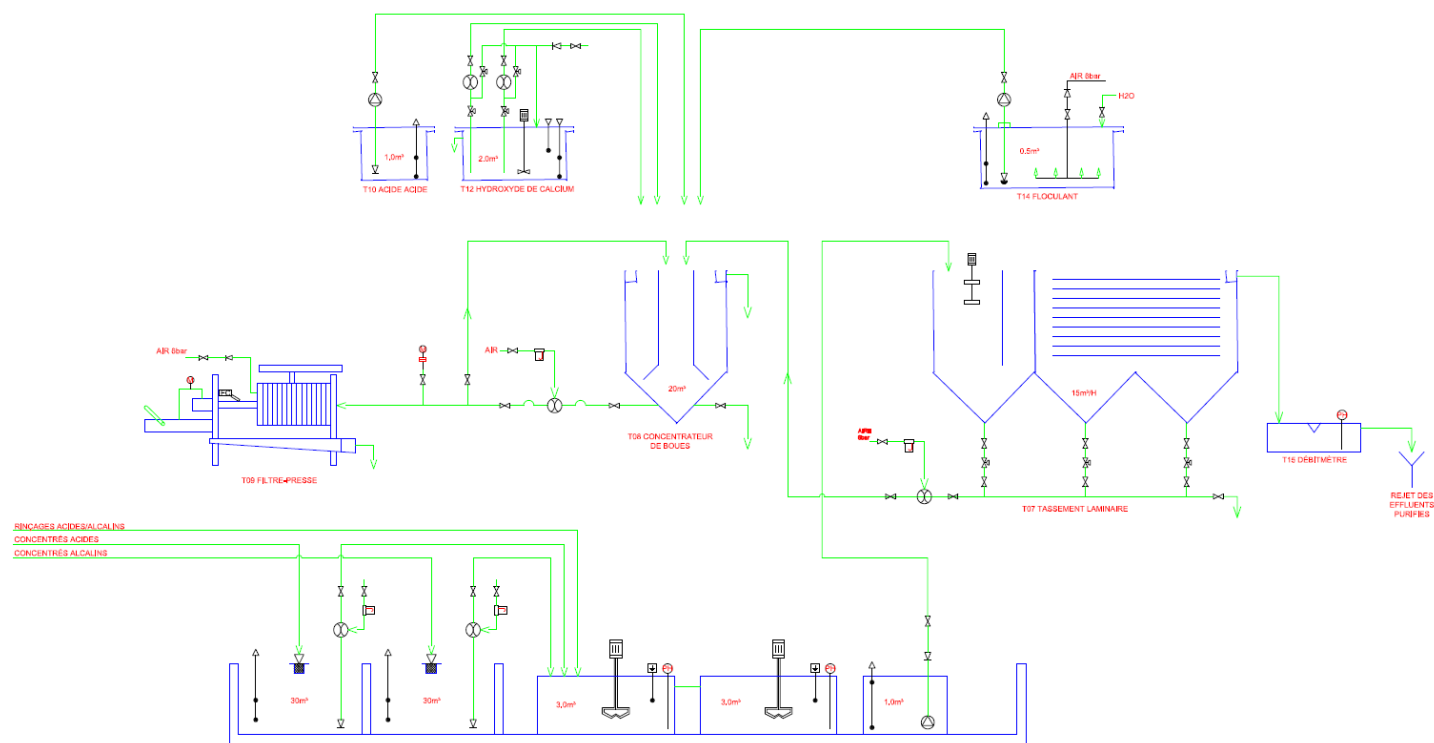 AIR 8bar
H2O
1,0m³
2,0m³
0,5m³
T10 ACIDE ACIDE
T12 HYDROXYDE DE CALCIUM
T14 FLOCULANT
AIR 8bar
M
AIR
M
20m³
15m³/H
T08 CONCENTRATEUR
DE BOUES
T09 FILTRE-PRESSE
8bar
T15 DÉBITMÈTRE
REJET DES
EFFLUENTS
PURIFIÉS
T07 TASSEMENT LAMINAIRE
RINÇAGES ACIDES/ALCALINS
CONCENTRÉS ACIDES
CONCENTRÉS ALCALINS
30m³
30m³
3,0m³
3,0m³
1,0m³